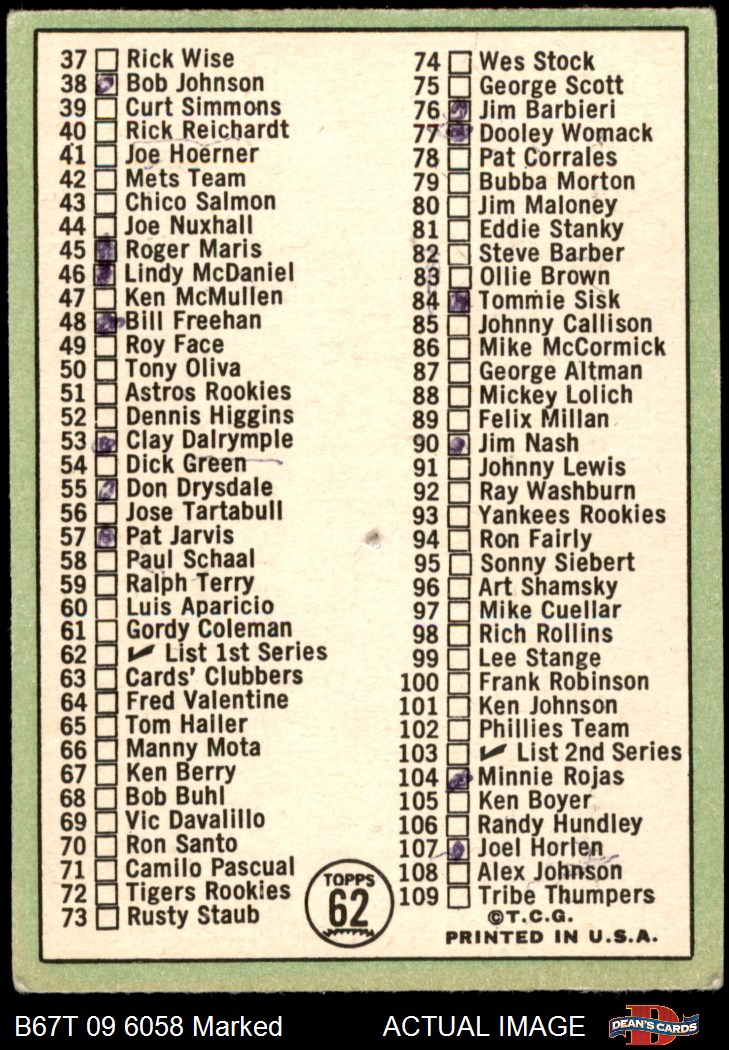 37 Rick Wise
38 Bob Johnson
39 Curt Simmons
40 Rick Reichardt
41 Joe Hoerner
42 Mets Team
43 Chico Salmon
44 Joe Nuxhall
45 Roger Maris
46 Lindy McDaniel
47 Ken McMullen
48 Bill Freehan
49 Roy Face
50 Tony Oliva
51 Astros Rookies
52 Dennis Higgins
53 Clay Dalrymple
54 Dick Green
55 Don Drysdale
56 Jose Tartabull
57 Pat Jarvis
58 Paul Schaal
59 Ralph Terry
60 Luis Aparicio
61 Gordy Coleman
62 ✓ List 1st Series
63 Cards' Clubbers
64 Fred Valentine
65 Tom Haller
66 Manny Mota
67 Ken Berry
68 Bob Buhl
69 Vic Davalillo
70 Ron Santo
71 Camilo Pascual
72 Tigers Rookies
73 Rusty Staub
TOPPS
62
74 Wes Stock
75 George Scott
76 Jim Barbieri
77 Dooley Womack
78 Pat Corrales
79 Bubba Morton
80 Jim Maloney
81 Eddie Stanky
82 Steve Barber
83 Ollie Brown
84 Tommie Sisk
85 Johnny Callison
86 Mike McCormick
87 George Altman
88 Mickey Lolich
89 Felix Millan
90 Jim Nash
91 Johnny Lewis
92 Ray Washburn
93 Yankees Rookies
94 Ron Fairly
95 Sonny Siebert
96 Art Shamsky
97 Mike Cuellar
98 Rich Rollins
99 Lee Stange
100 Frank Robinson
101 Ken Johnson
102 Phillies Team
103 ✓ List 2nd Series
104 Minnie Rojas
105 Ken Boyer
106 Randy Hundley
107 Joel Horlen
108 Alex Johnson
109 Tribe Thumpers
©T.C.G.
PRINTED IN U.S.A.
B67T 09 6058 Marked ACTUAL IMAGE
D
DEAN'S CARDS